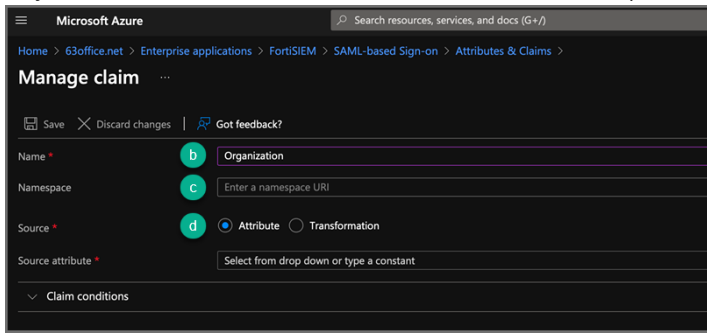 Microsoft Azure
Search resources, services, and docs (G+/)
Home > 63office.net > Enterprise applications > FortiSIEM > SAML-based Sign-on > Attributes & Claims >
Manage claim ...
Save Discard changes | Got feedback?
Name * b Organization
Namespace c Enter a namespace URI
Source * d Attribute Transformation
Source attribute * Select from drop down or type a constant
Claim conditions